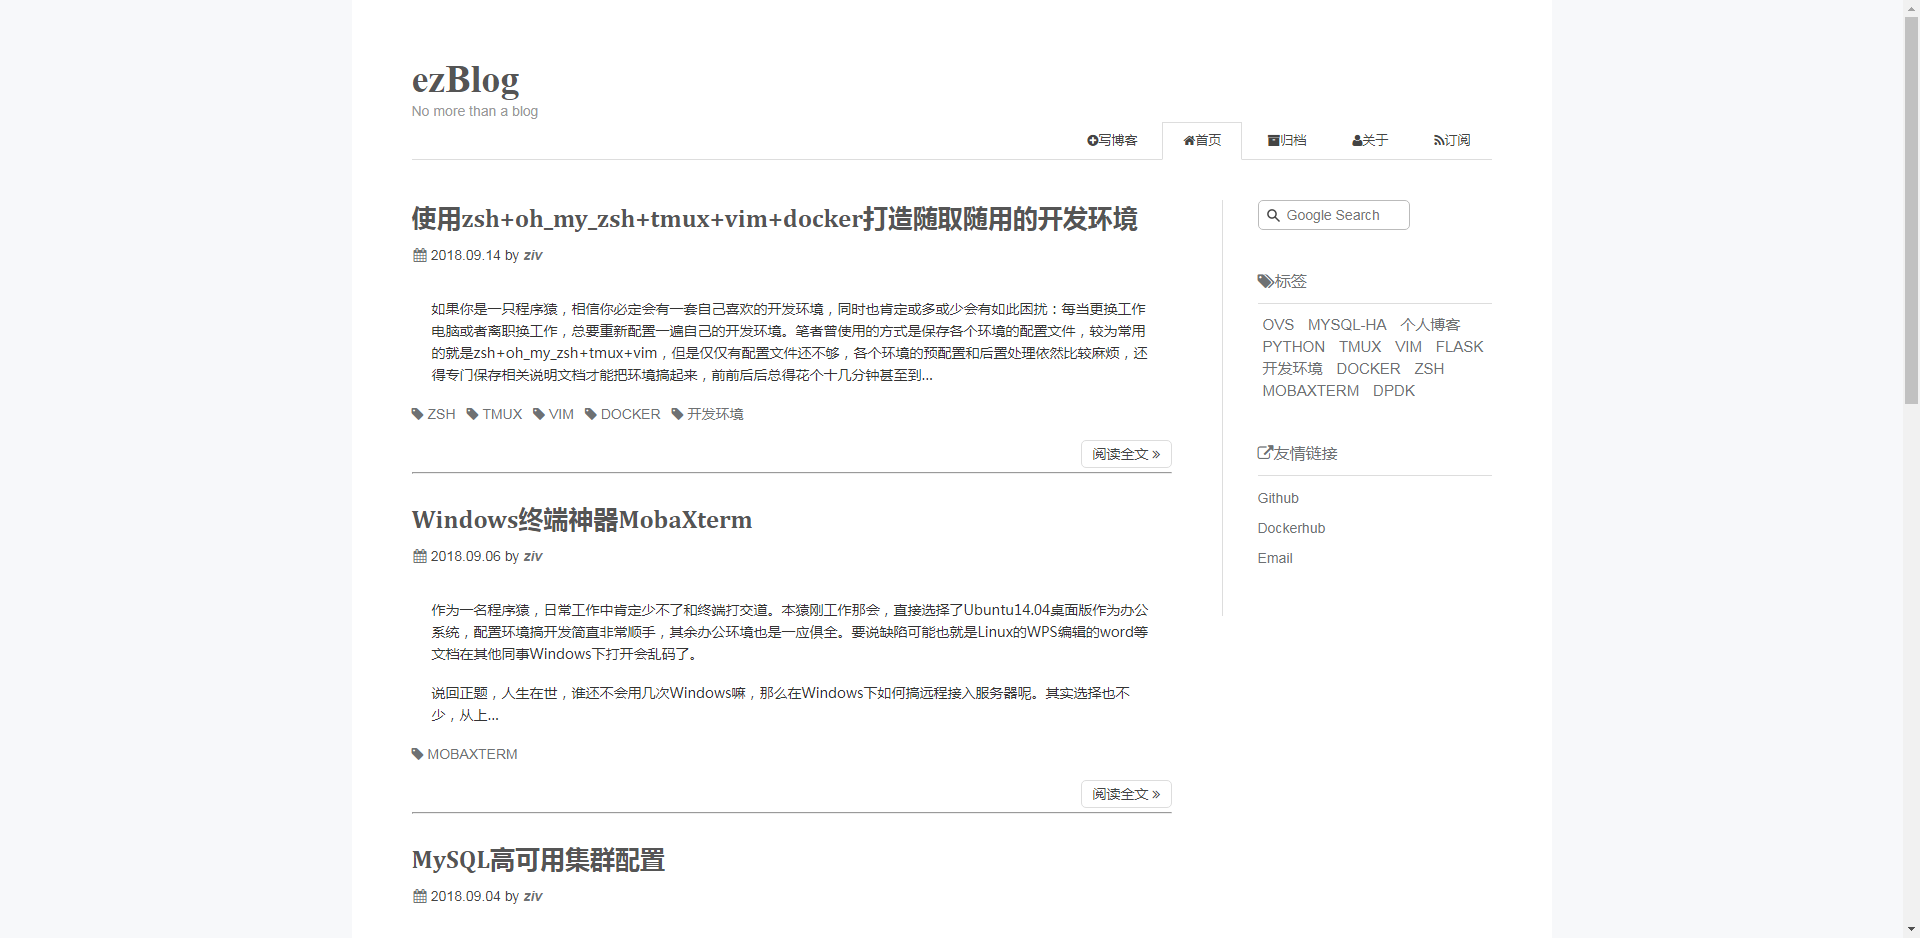 ezBlog
No more than a blog
写博客 首页 归档 关于 订阅
使用zsh+oh_my_zsh+tmux+vim+docker打造随取随用的开发环境
2018.09.14 by ziv
如果你是一只程序猿，相信你必定会有一套自己喜欢的开发环境，同时也肯定或多或少会有如此困扰：每当更换工作
电脑或者离职换工作，总要重新配置一遍自己的开发环境。笔者曾使用的方式是保存各个环境的配置文件，较为常用
的就是zsh+oh_my_zsh+tmux+vim，但是仅仅有配置文件还不够，各个环境的预配置和后置处理依然比较麻烦，还
得专门保存相关说明文档才能把环境搞起来，前前后后总得花个十几分钟甚至到...
ZSH TMUX VIM DOCKER 开发环境
阅读全文 »
Windows终端神器MobaXterm
2018.09.06 by ziv
作为一名程序猿，日常工作中肯定少不了和终端打交道。本猿刚工作那会，直接选择了Ubuntu14.04桌面版作为办公
系统，配置环境搞开发简直非常顺手，其余办公环境也是一应俱全。要说缺陷可能也就是Linux的WPS编辑的word等
文档在其他同事Windows下打开会乱码了。
说回正题，人生在世，谁还不会用几次Windows嘛，那么在Windows下如何搞远程接入服务器呢。其实选择也不
少，从上...
MOBAXTERM
阅读全文 »
MySQL高可用集群配置
2018.09.04 by ziv
Google Search
标签
OVS MYSQL-HA 个人博客
PYTHON TMUX VIM FLASK
开发环境 DOCKER ZSH
MOBAXTERM DPDK
友情链接
Github
Dockerhub
Email